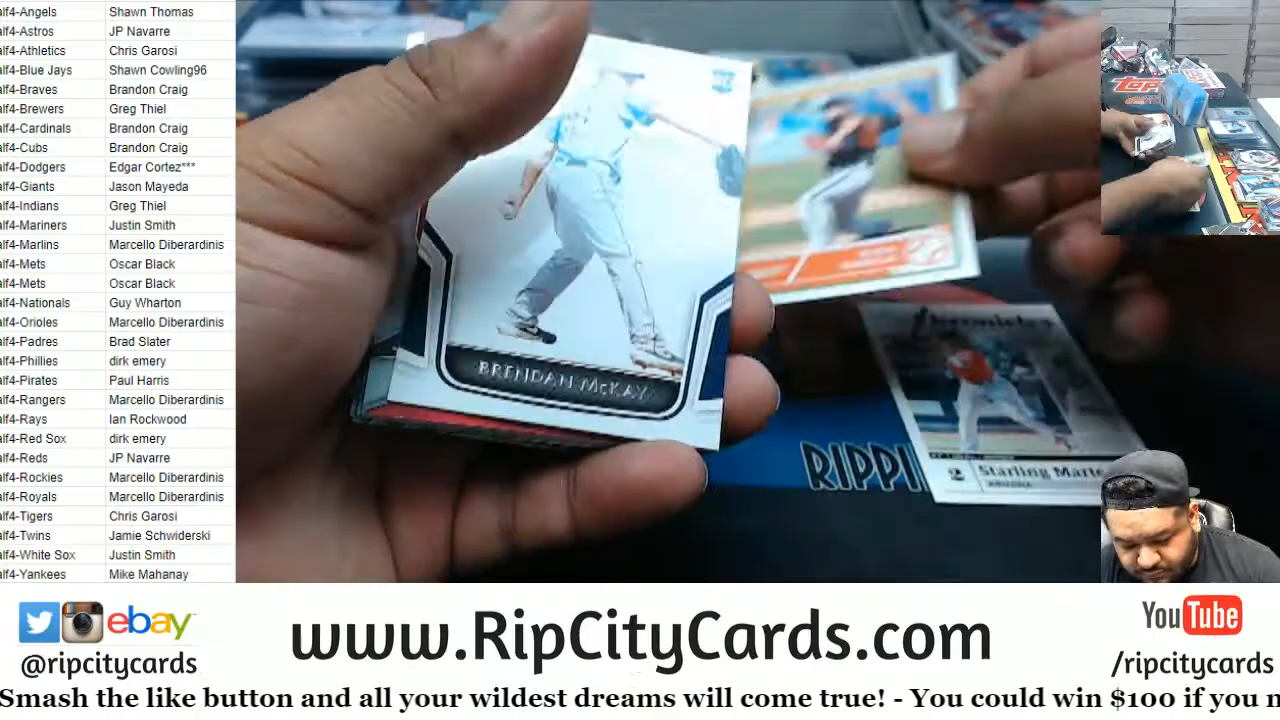 alf4-Angels Shawn Thomas
alf4-Astros JP Navarre
alf4-Athletics Chris Garosi
alf4-Blue Jays Shawn Cowling96
alf4-Braves Brandon Craig
alf4-Brewers Greg Thiel
alf4-Cardinals Brandon Craig
alf4-Cubs Brandon Craig
alf4-Dodgers Edgar Cortez***
alf4-Giants Jason Mayeda
alf4-Indians Greg Thiel
alf4-Mariners Justin Smith
alf4-Marlins Marcello Diberardinis
alf4-Mets Oscar Black
alf4-Mets Oscar Black
alf4-Nationals Guy Wharton
alf4-Orioles Marcello Diberardinis
alf4-Padres Brad Slater
alf4-Phillies dirk emery
alf4-Pirates Paul Harris
alf4-Rangers Marcello Diberardinis
alf4-Rays Ian Rockwood
alf4-Red Sox dirk emery
alf4-Reds JP Navarre
alf4-Rockies Marcello Diberardinis
alf4-Royals Marcello Diberardinis
alf4-Tigers Chris Garosi
alf4-Twins Jamie Schwiderski
alf4-White Sox Justin Smith
alf4-Yankees Mike Mahanay
BRENDAN McKAY
Chronicles
2 Starling Marte
ARIZONA
RIPPI
TOPPS
ebay
@ripcitycards
www.RipCityCards.com
YouTube
/ripcitycards
Smash the like button and all your wildest dreams will come true! - You could win $100 if you n